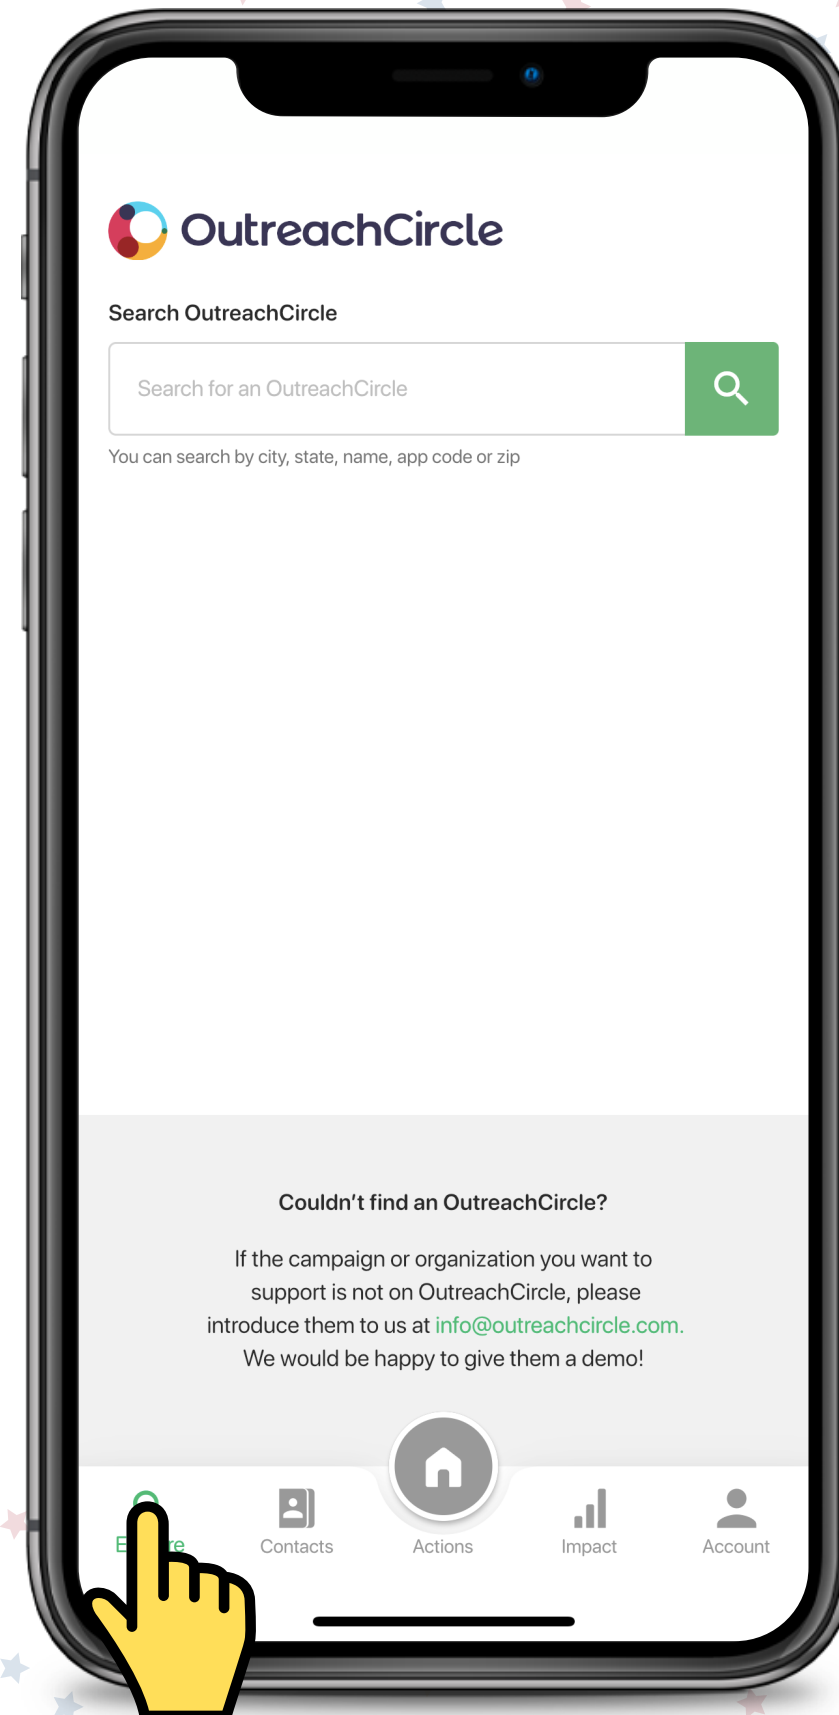 OutreachCircle
Search OutreachCircle
Search for an OutreachCircle
You can search by city, state, name, app code or zip
Couldn't find an OutreachCircle?
If the campaign or organization you want to
support is not on OutreachCircle, please
introduce them to us at info@outreachcircle.com.
We would be happy to give them a demo!
Contacts
Actions
Impact
Account